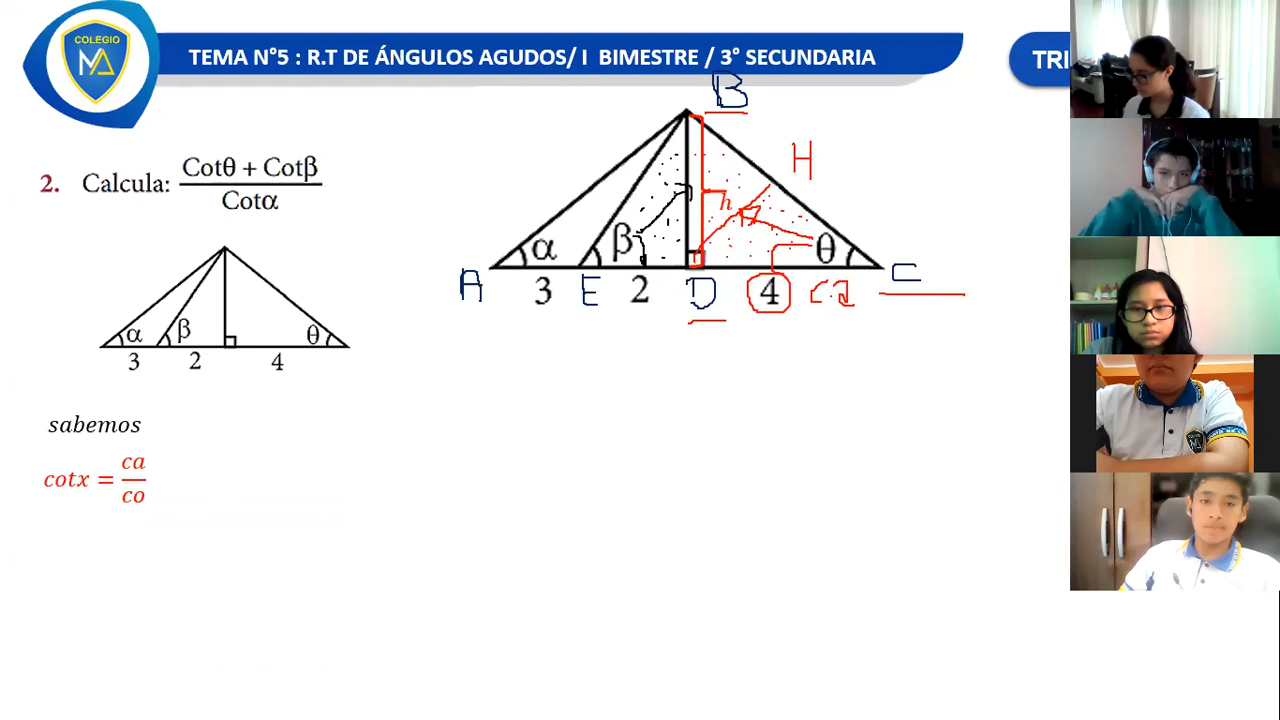 COLEGIO
MA
TEMA N°5 : R.T DE ÁNGULOS AGUDOS/ I BIMESTRE / 3° SECUNDARIA
TRI
2. Calcula: Cotθ + Cotβ
Cotα
α β θ
3 2 4
sabemos
cotx = ca
co
B
H
h
α β θ
A 3 E 2 D 4 ca C